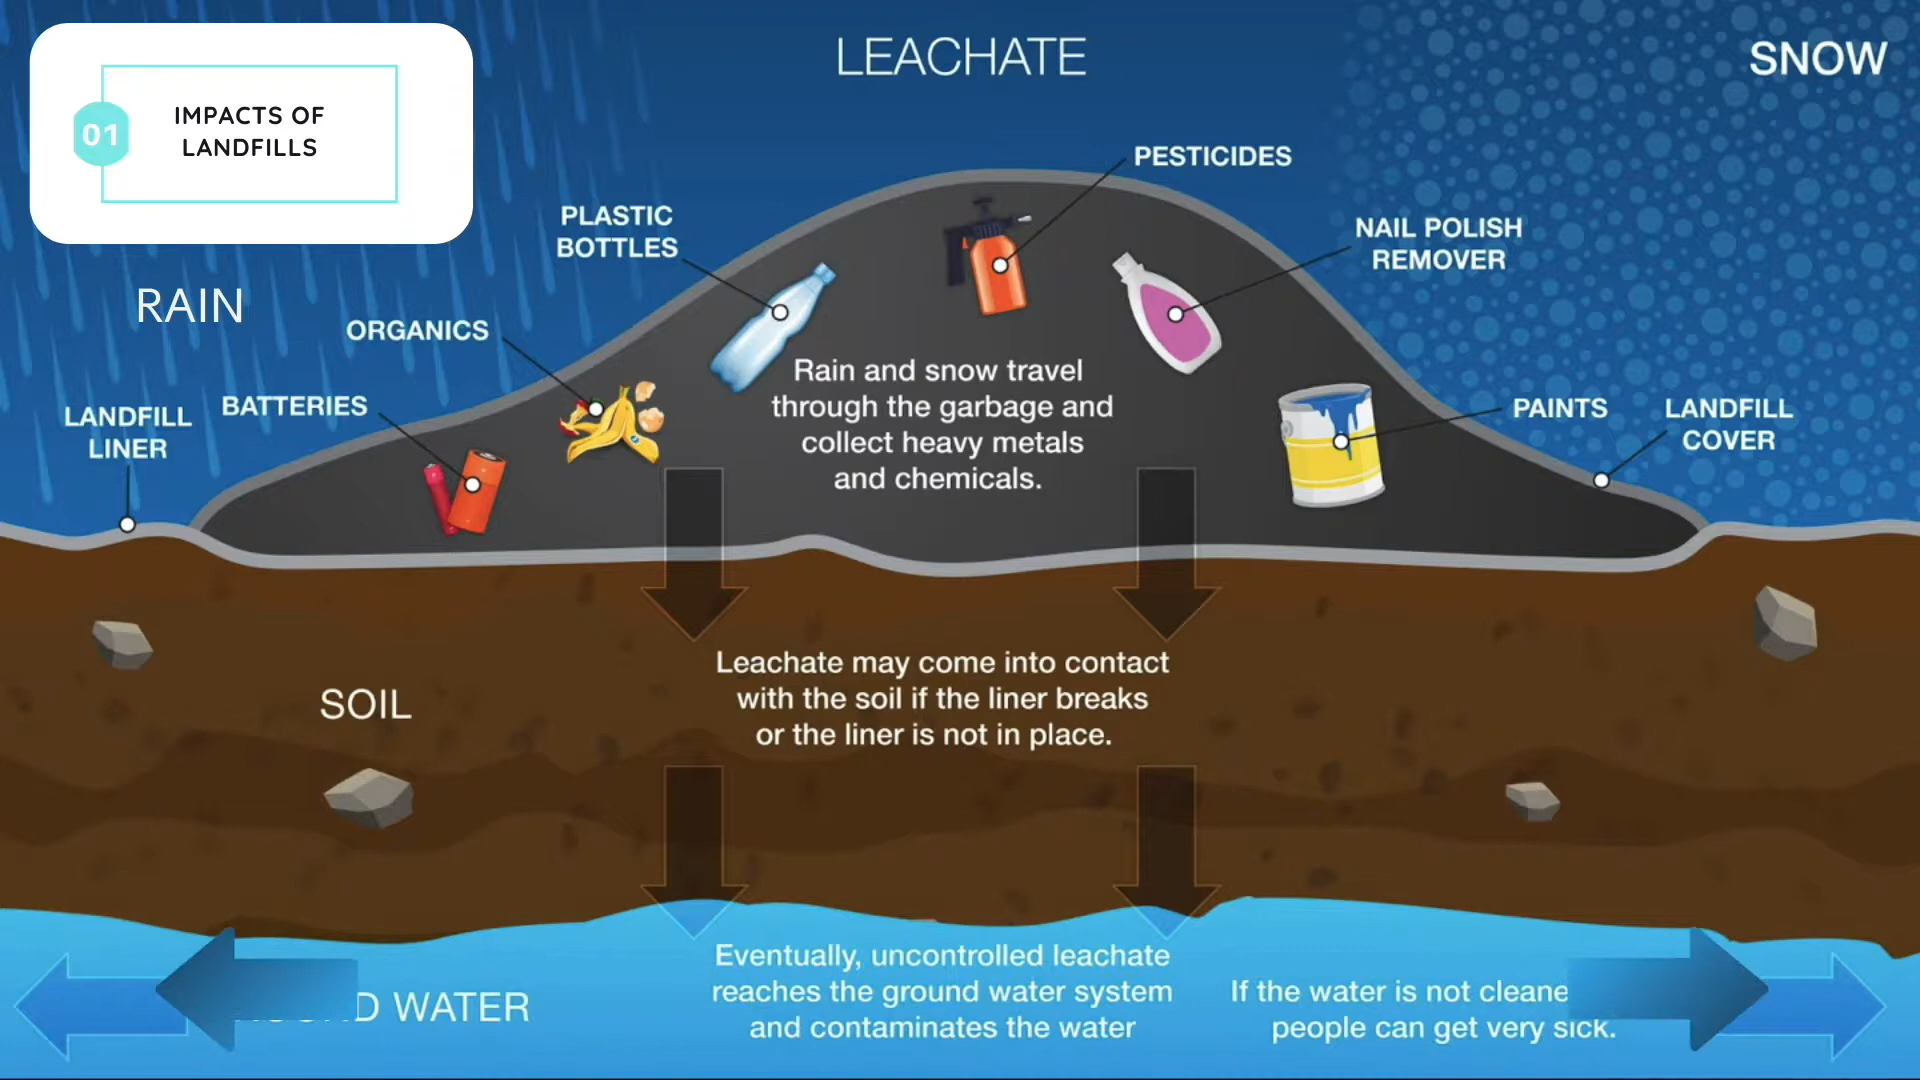 LEACHATE
SNOW
01
IMPACTS OF
LANDFILLS
PESTICIDES
PLASTIC
BOTTLES
NAIL POLISH
REMOVER
RAIN
ORGANICS
BATTERIES
LANDFILL
LINER
Rain and snow travel
through the garbage and
collect heavy metals
and chemicals.
PAINTS
LANDFILL
COVER
Leachate may come into contact
with the soil if the liner breaks
or the liner is not in place.
SOIL
WATER
Eventually, uncontrolled leachate
reaches the ground water system
and contaminates the water
If the water is not
people can get very sick.